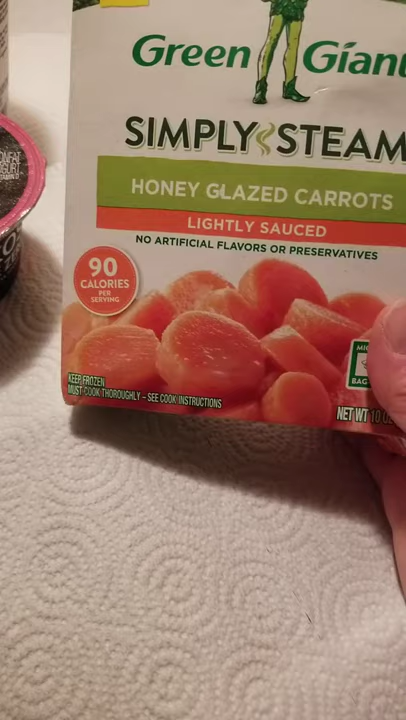 Green Giant
SIMPLY STEAM
HONEY GLAZED CARROTS
LIGHTLY SAUCED
NO ARTIFICIAL FLAVORS OR PRESERVATIVES
90
CALORIES
PER
SERVING
KEEP FROZEN
MUST COOK THOROUGHLY – SEE COOK INSTRUCTIONS
NET WT 10